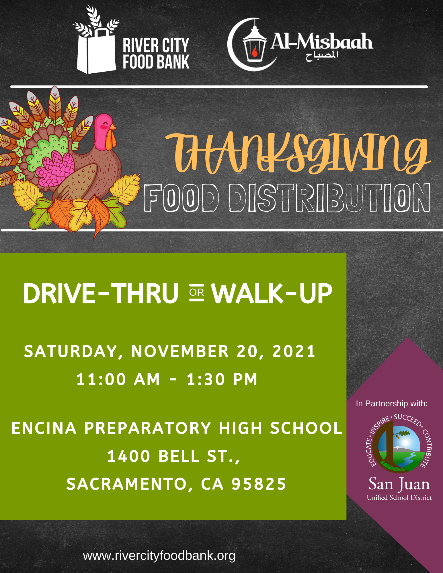 RIVER CITY
FOOD BANK
Al-Misbaah
المصباح
THANKSGIVING
FOOD DISTRIBUTION
DRIVE-THRU OR WALK-UP
SATURDAY, NOVEMBER 20, 2021
11:00 AM - 1:30 PM
ENCINA PREPARATORY HIGH SCHOOL
1400 BELL ST.,
SACRAMENTO, CA 95825
In Partnership with:
EDUCATE • INSPIRE • SUCCEED • CONTRIBUTE
San Juan
Unified School District
www.rivercityfoodbank.org